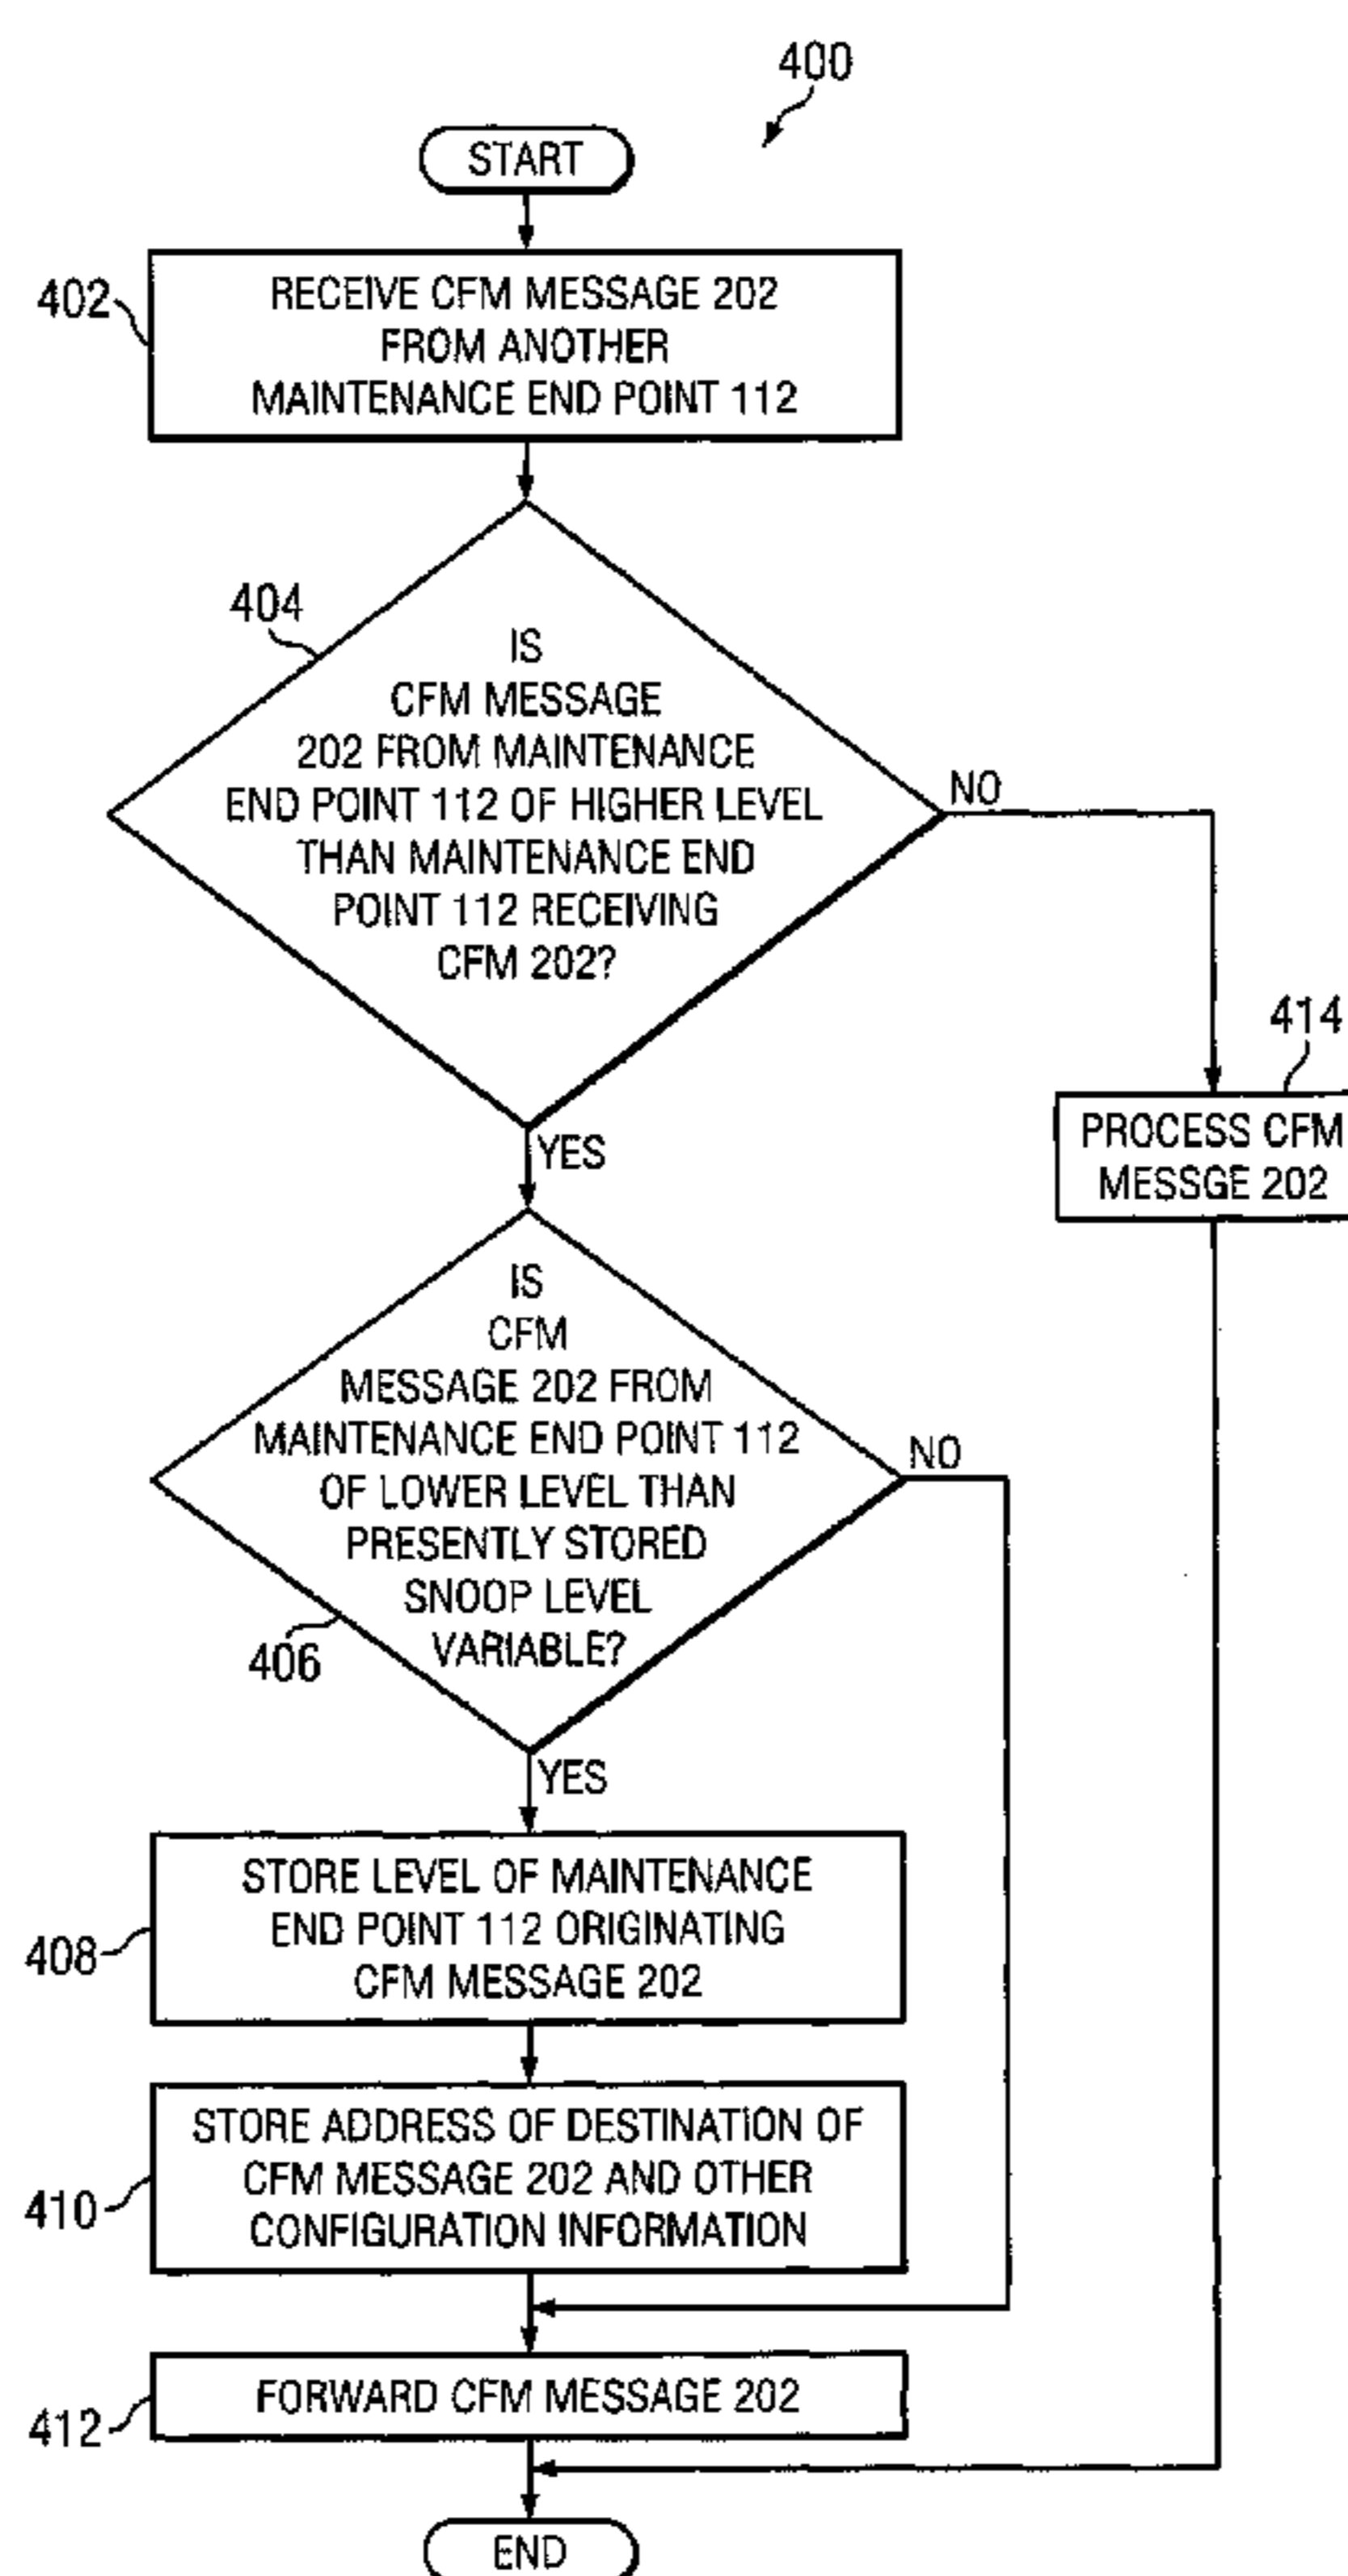 400
START
402
RECEIVE CFM MESSAGE 202
FROM ANOTHER
MAINTENANCE END POINT 112
404
IS
CFM MESSAGE
202 FROM MAINTENANCE
END POINT 112 OF HIGHER LEVEL
THAN MAINTENANCE END
POINT 112 RECEIVING
CFM 202?
NO
YES
414
PROCESS CFM
MESSGE 202
IS
CFM
MESSAGE 202 FROM
MAINTENANCE END POINT 112
OF LOWER LEVEL THAN
PRESENTLY STORED
SNOOP LEVEL
VARIABLE?
NO
406
YES
408
STORE LEVEL OF MAINTENANCE
END POINT 112 ORIGINATING
CFM MESSAGE 202
410
STORE ADDRESS OF DESTINATION OF
CFM MESSAGE 202 AND OTHER
CONFIGURATION INFORMATION
412
FORWARD CFM MESSAGE 202
END